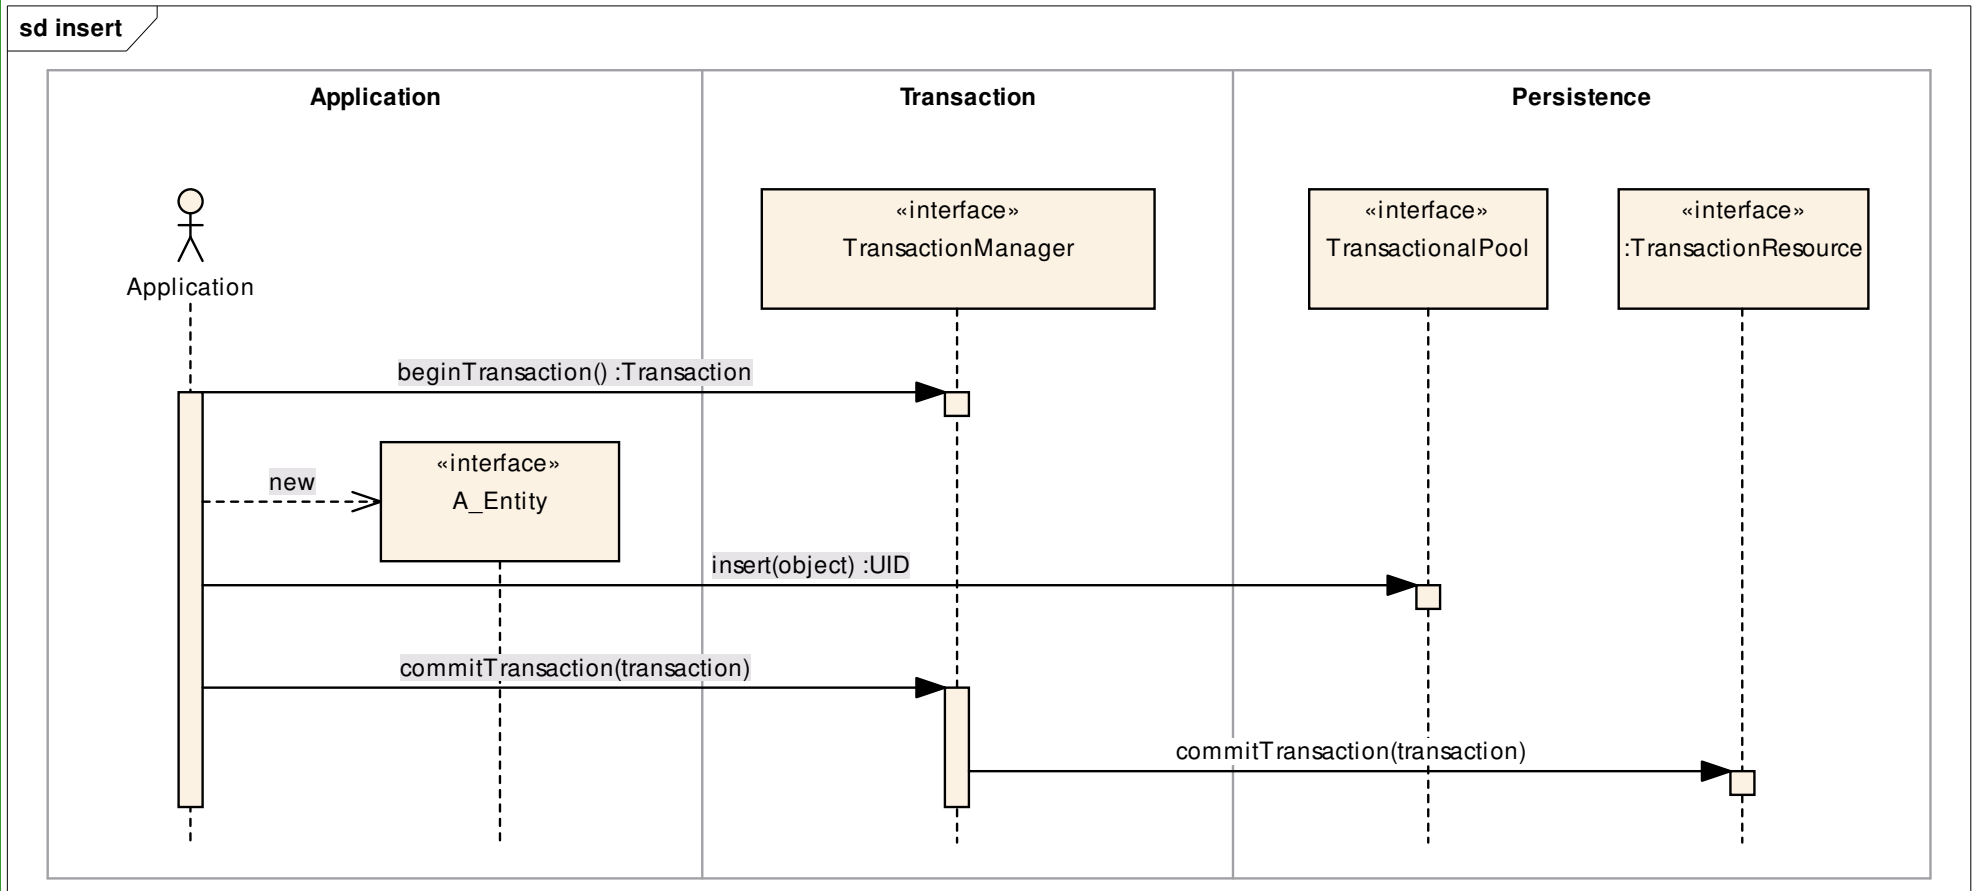 sd insert
Application
Transaction
Persistence
«interface»
TransactionManager
«interface»
TransactionalPool
«interface»
:TransactionResource
Application
beginTransaction() :Transaction
«interface»
A_Entity
new
insert(object) :UID
commitTransaction(transaction)
commitTransaction(transaction)